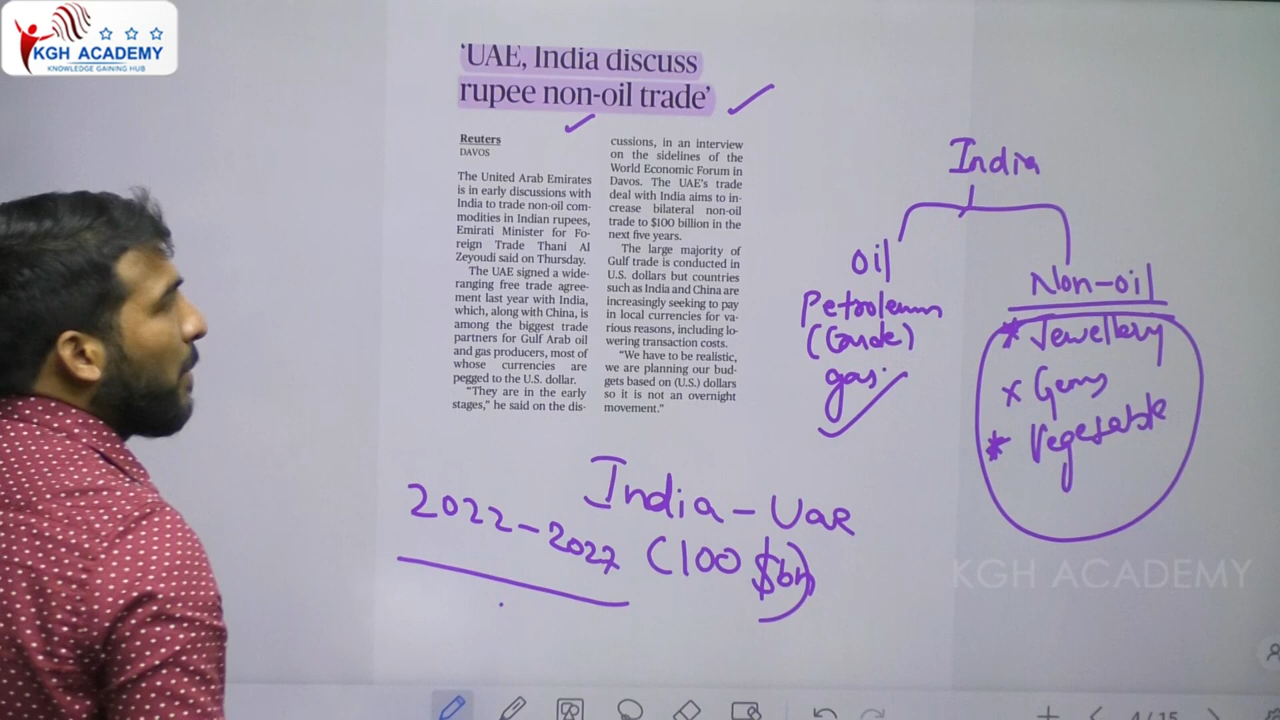 KGH ACADEMY
KNOWLEDGE GAINING HUB
‘UAE, India discuss
rupee non-oil trade’
Reuters
DAVOS
The United Arab Emirates
is in early discussions with
India to trade non-oil com-
modities in Indian rupees,
Emirati Minister for Fo-
reign Trade Thani Al
Zeyoudi said on Thursday.
The UAE signed a wide-
ranging free trade agree-
ment last year with India,
which, along with China, is
among the biggest trade
partners for Gulf Arab oil
and gas producers, most of
whose currencies are
pegged to the U.S. dollar.
“They are in the early
stages,” he said on the dis-
cussions, in an interview
on the sidelines of the
World Economic Forum in
Davos. The UAE’s trade
deal with India aims to in-
crease bilateral non-oil
trade to $100 billion in the
next five years.
The large majority of
Gulf trade is conducted in
U.S. dollars but countries
such as India and China are
increasingly seeking to pay
in local currencies for va-
rious reasons, including lo-
wering transaction costs.
“We have to be realistic,
we are planning our bud-
gets based on (U.S.) dollars
so it is not an overnight
movement.”
India
Oil
Petroleum
(Crude)
gas.
Non-oil
* Jewellery
x Gems
* Vegetable
India - UAE
2022-2027 (100 $bn)
KGH ACADEMY
4/15